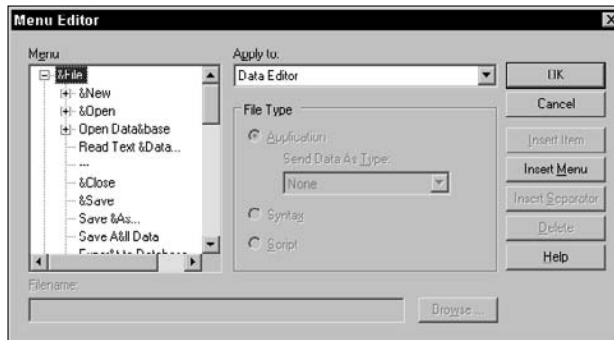 Menu Editor
Menu
&File
&New
&Open
Open Data&base
Read Text &Data...
---
&Close
&Save
Save &As...
Save A&ll Data
Database
Apply to:
Data Editor
File Type
Application
Send Data As Type:
None
Syntax
Script
OK
Cancel
Insert Item
Insert Menu
Insert Separator
Delete
Help
Filename:
Browse ...